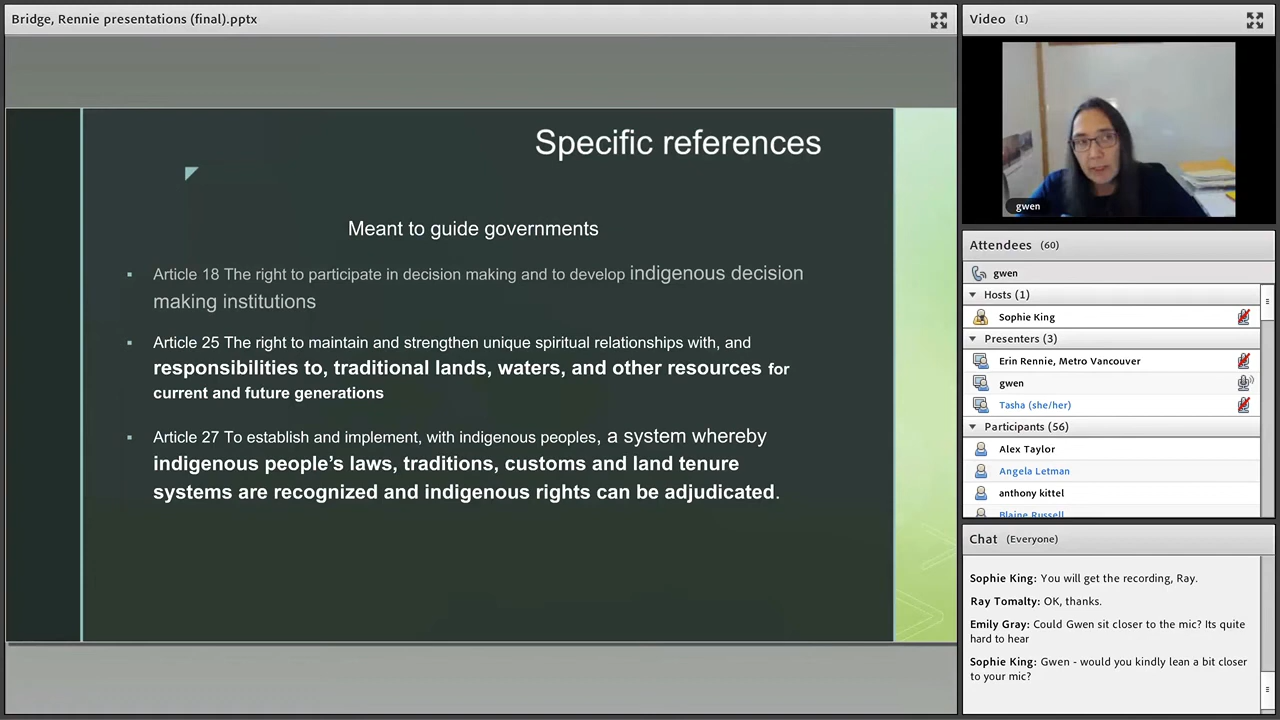 Bridge, Rennie presentations (final).pptx
Specific references
Meant to guide governments
▪ Article 18 The right to participate in decision making and to develop indigenous decision
making institutions
▪ Article 25 The right to maintain and strengthen unique spiritual relationships with, and
responsibilities to, traditional lands, waters, and other resources for
current and future generations
▪ Article 27 To establish and implement, with indigenous peoples, a system whereby
indigenous people’s laws, traditions, customs and land tenure
systems are recognized and indigenous rights can be adjudicated.
Video (1)
gwen
Attendees (60)
gwen
Hosts (1)
Sophie King
Presenters (3)
Erin Rennie, Metro Vancouver
gwen
Tasha (she/her)
Participants (56)
Alex Taylor
Angela Letman
anthony kittel
Blaine Russell
Chat (Everyone)
Sophie King: You will get the recording, Ray.
Ray Tomalty: OK, thanks.
Emily Gray: Could Gwen sit closer to the mic? Its quite
hard to hear
Sophie King: Gwen - would you kindly lean a bit closer
to your mic?